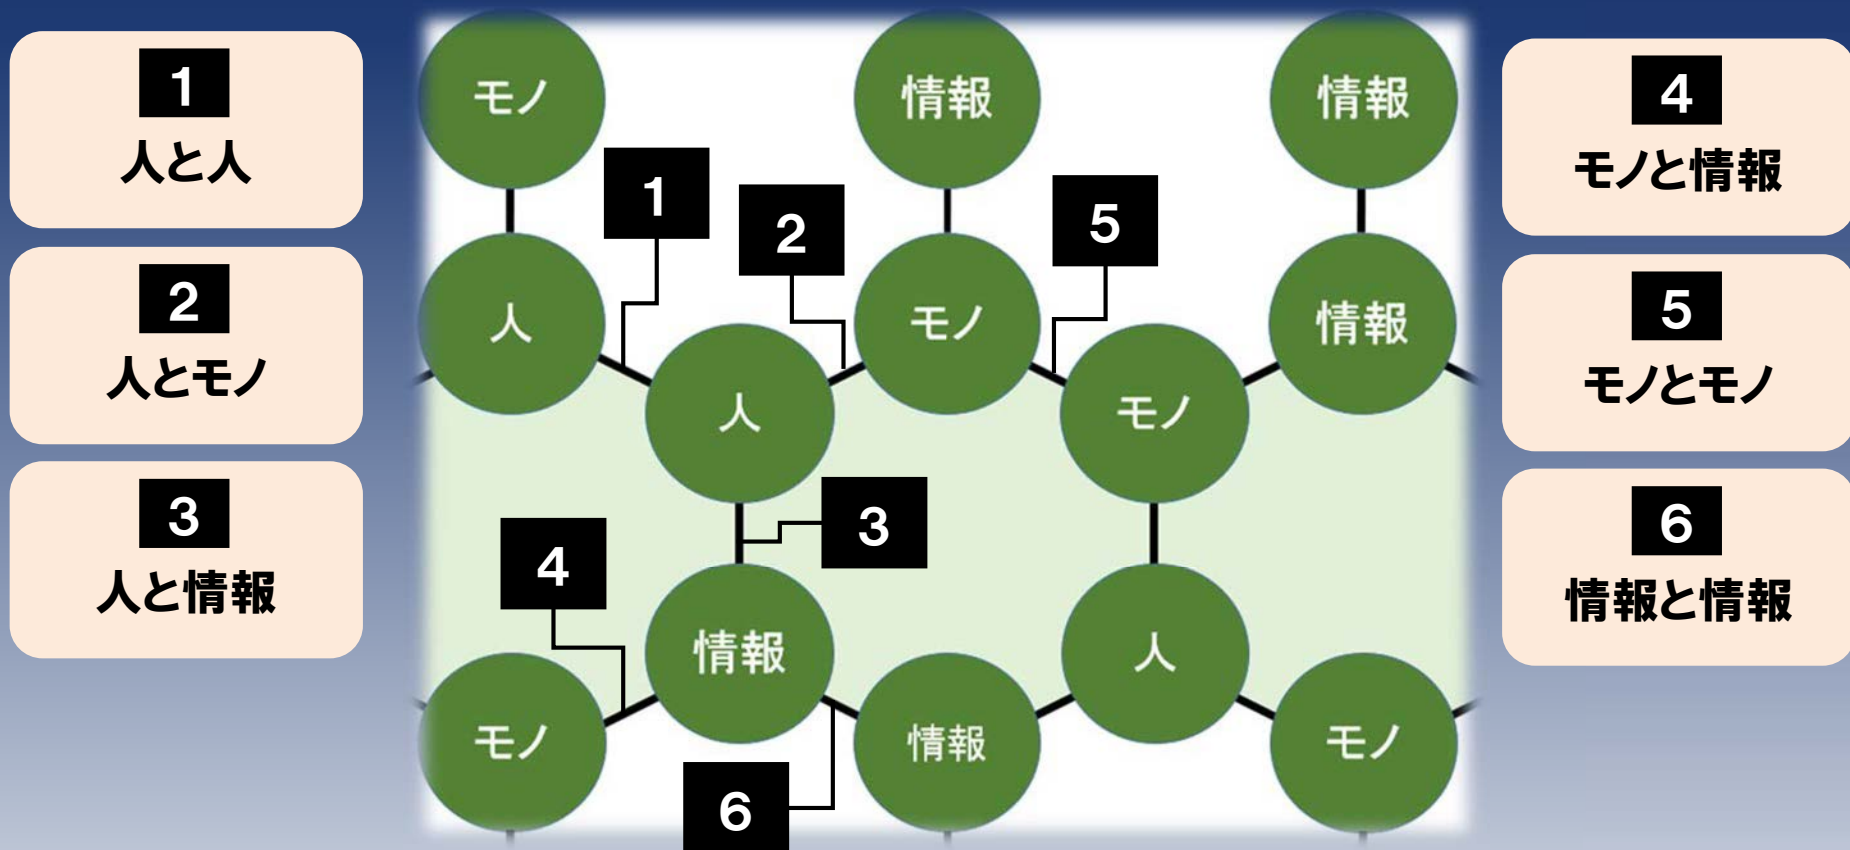 1
人と人
2
人とモノ
3
人と情報
モノ
情報
情報
1
2
5
人
モノ
情報
人
モノ
3
4
情報
人
モノ
情報
モノ
6
4
モノと情報
5
モノとモノ
6
情報と情報